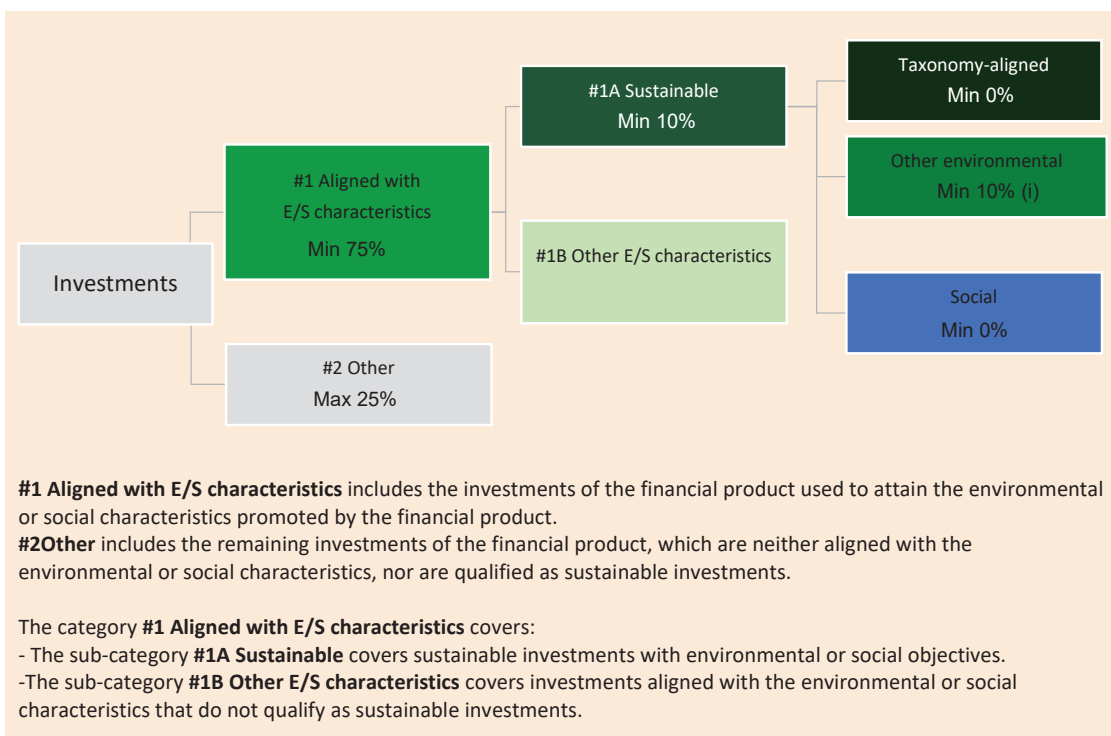 Investments
#1 Aligned with
E/S characteristics
Min 75%
#2 Other
Max 25%
#1A Sustainable
Min 10%
#1B Other E/S characteristics
Taxonomy-aligned
Min 0%
Other environmental
Min 10% (i)
Social
Min 0%
#1 Aligned with E/S characteristics includes the investments of the financial product used to attain the environmental
or social characteristics promoted by the financial product.
#2Other includes the remaining investments of the financial product, which are neither aligned with the
environmental or social characteristics, nor are qualified as sustainable investments.
The category #1 Aligned with E/S characteristics covers:
- The sub-category #1A Sustainable covers sustainable investments with environmental or social objectives.
-The sub-category #1B Other E/S characteristics covers investments aligned with the environmental or social
characteristics that do not qualify as sustainable investments.